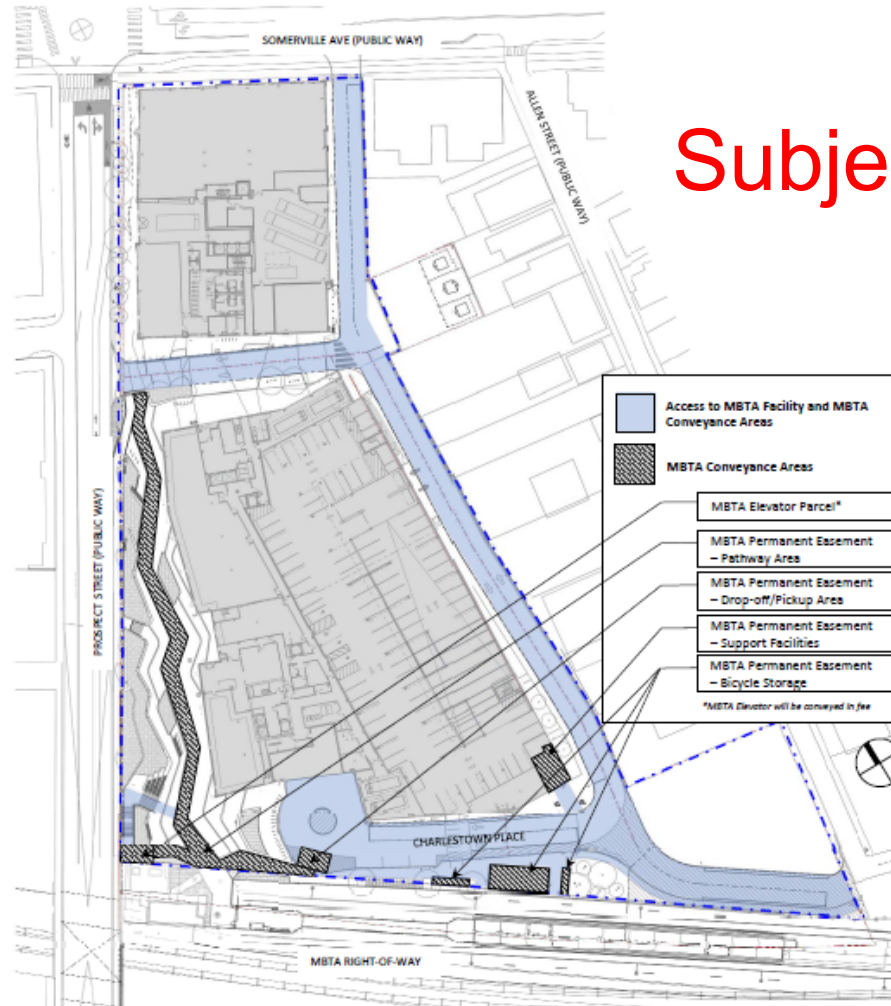 SOMERVILLE AVE (PUBLIC WAY)
ALLEN STREET (PUBLIC WAY)
Subje
PROSPECT STREET (PUBLIC WAY)
Access to MBTA Facility and MBTA
Conveyance Areas
MBTA Conveyance Areas
MBTA Elevator Parcel*
MBTA Permanent Easement
– Pathway Area
MBTA Permanent Easement
– Drop-off/Pickup Area
MBTA Permanent Easement
– Support Facilities
MBTA Permanent Easement
– Bicycle Storage
*MBTA Elevator will be conveyed in fee
CHARLESTOWN PLACE
MBTA RIGHT-OF-WAY